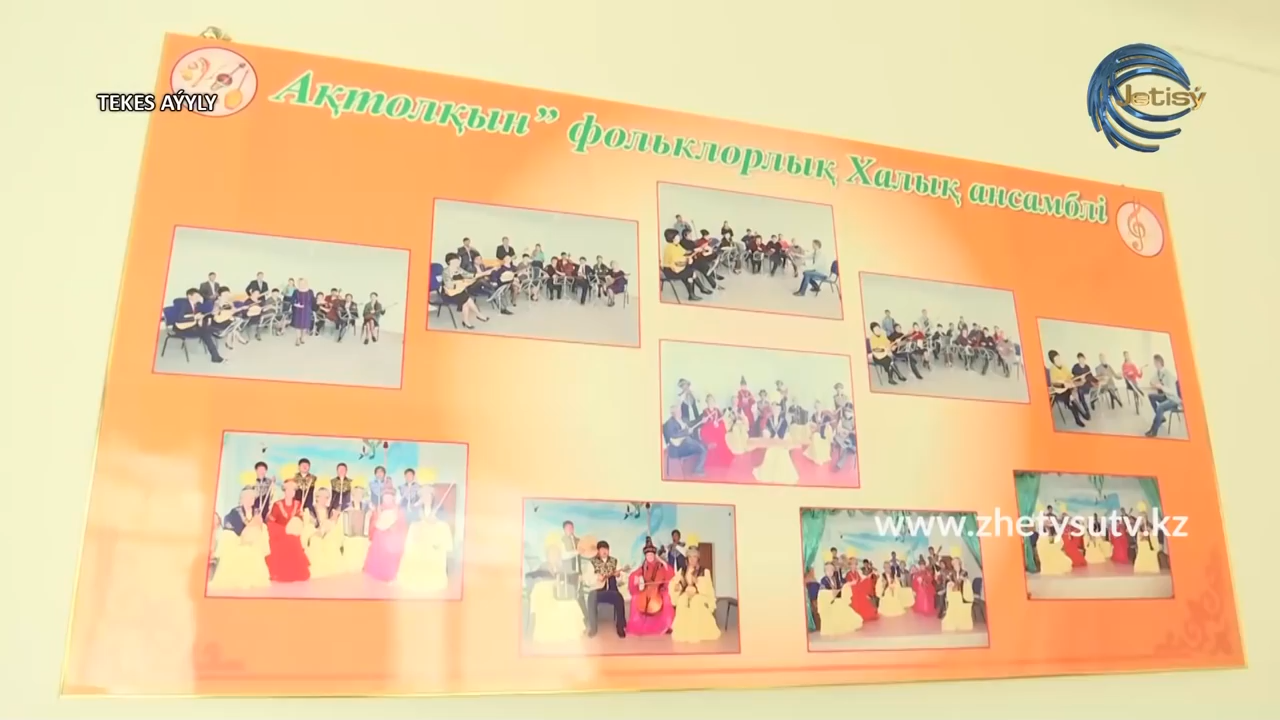 TEKES AÝYLY
Jetisý
Ақтолқын” фольклорлық Халық ансамблі
www.zhetysutv.kz